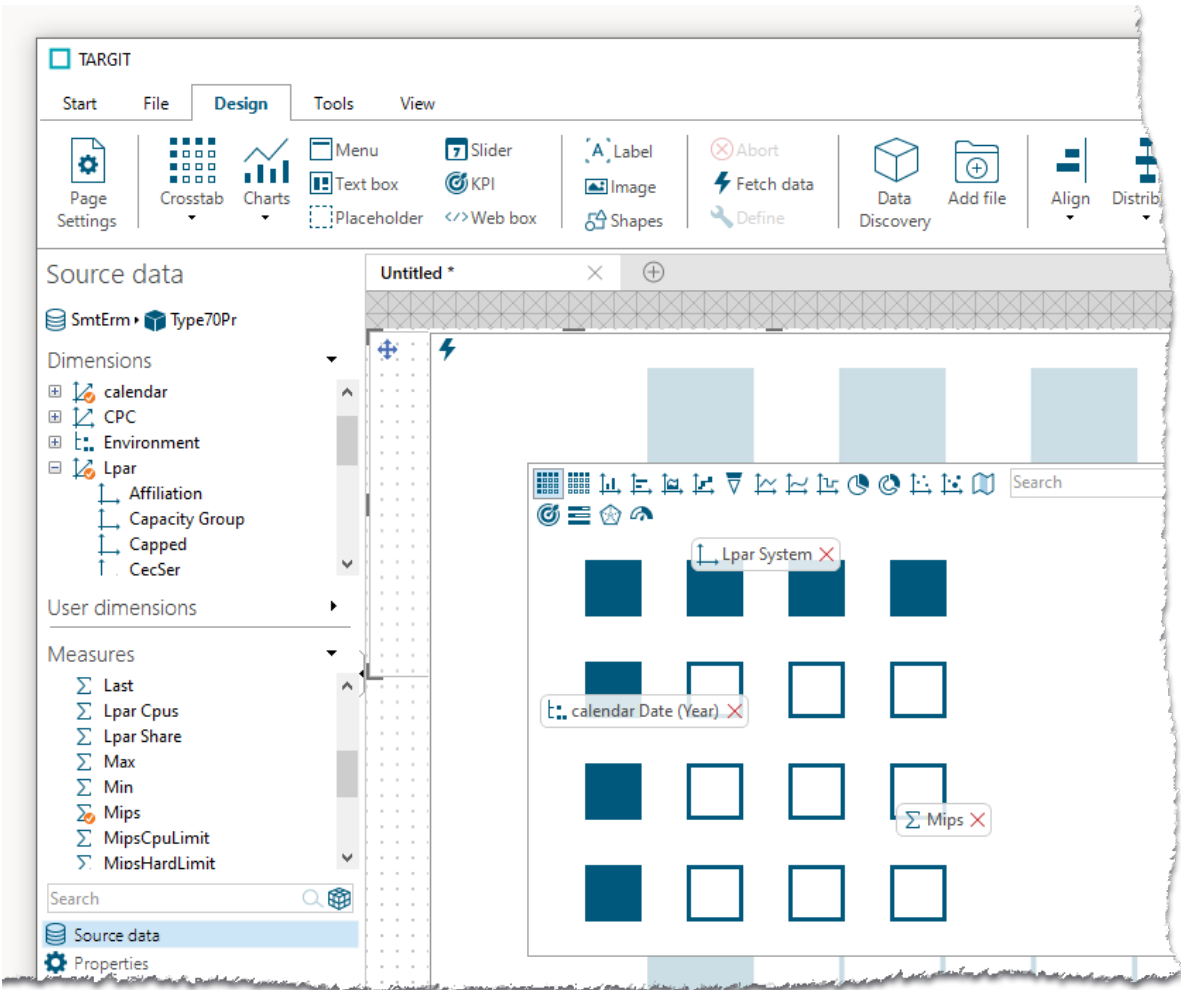 TARGIT
Start File Design Tools View
Page Settings
Crosstab
Charts
Menu
Text box
Placeholder
7 Slider
KPI
Web box
A Label
Image
Shapes
Abort
Fetch data
Define
Data Discovery
Add file
Align
Distrib
Source data
SmtErm Type70Pr
Dimensions
calendar
CPC
Environment
Lpar
Affiliation
Capacity Group
Capped
CecSer
User dimensions
Measures
Last
Lpar Cpus
Lpar Share
Max
Min
Mips
MipsCpuLimit
MipsHardLimit
Search
Source data
Properties
Untitled *
Search
Lpar System
calendar Date (Year)
Mips